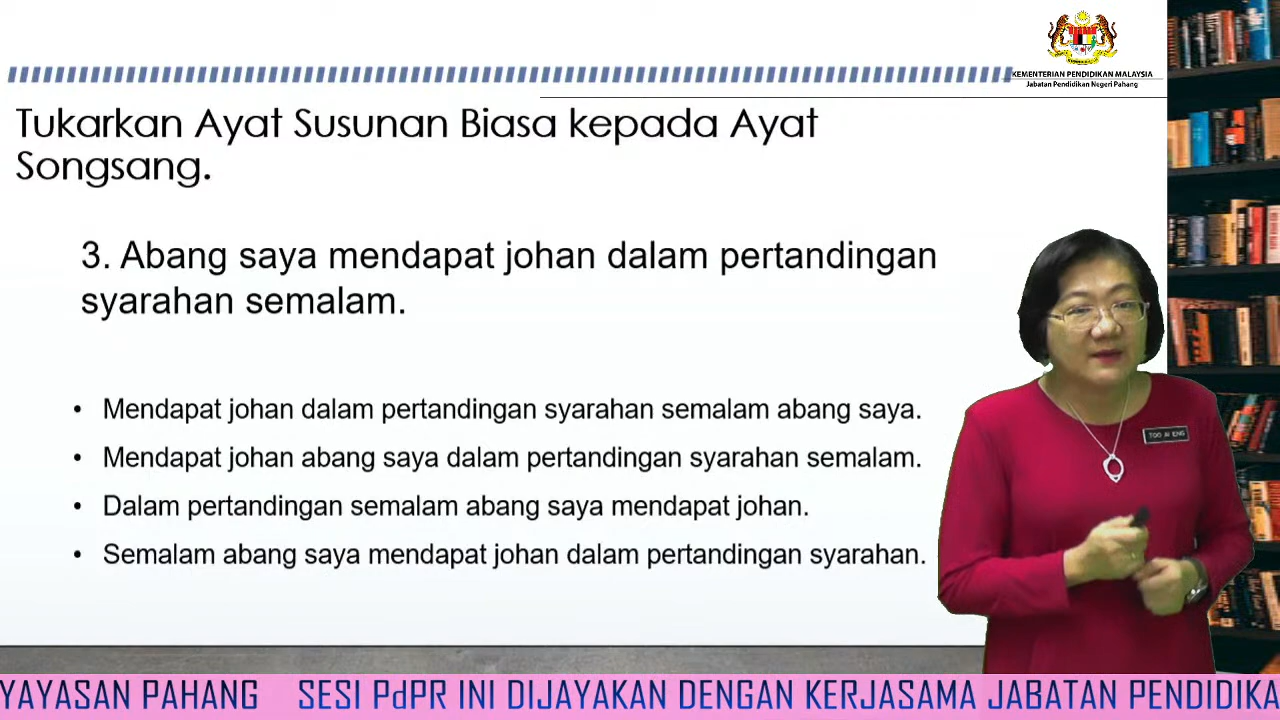 KEMENTERIAN PENDIDIKAN MALAYSIA
Jabatan Pendidikan Negeri Pahang
Tukarkan Ayat Susunan Biasa kepada Ayat
Songsang.
3. Abang saya mendapat johan dalam pertandingan
syarahan semalam.
• Mendapat johan dalam pertandingan syarahan semalam abang saya.
• Mendapat johan abang saya dalam pertandingan syarahan semalam.
• Dalam pertandingan semalam abang saya mendapat johan.
• Semalam abang saya mendapat johan dalam pertandingan syarahan.
TOO AI ENG
YAYASAN PAHANG SESI PdPR INI DIJAYAKAN DENGAN KERJASAMA JABATAN PENDIDIKA